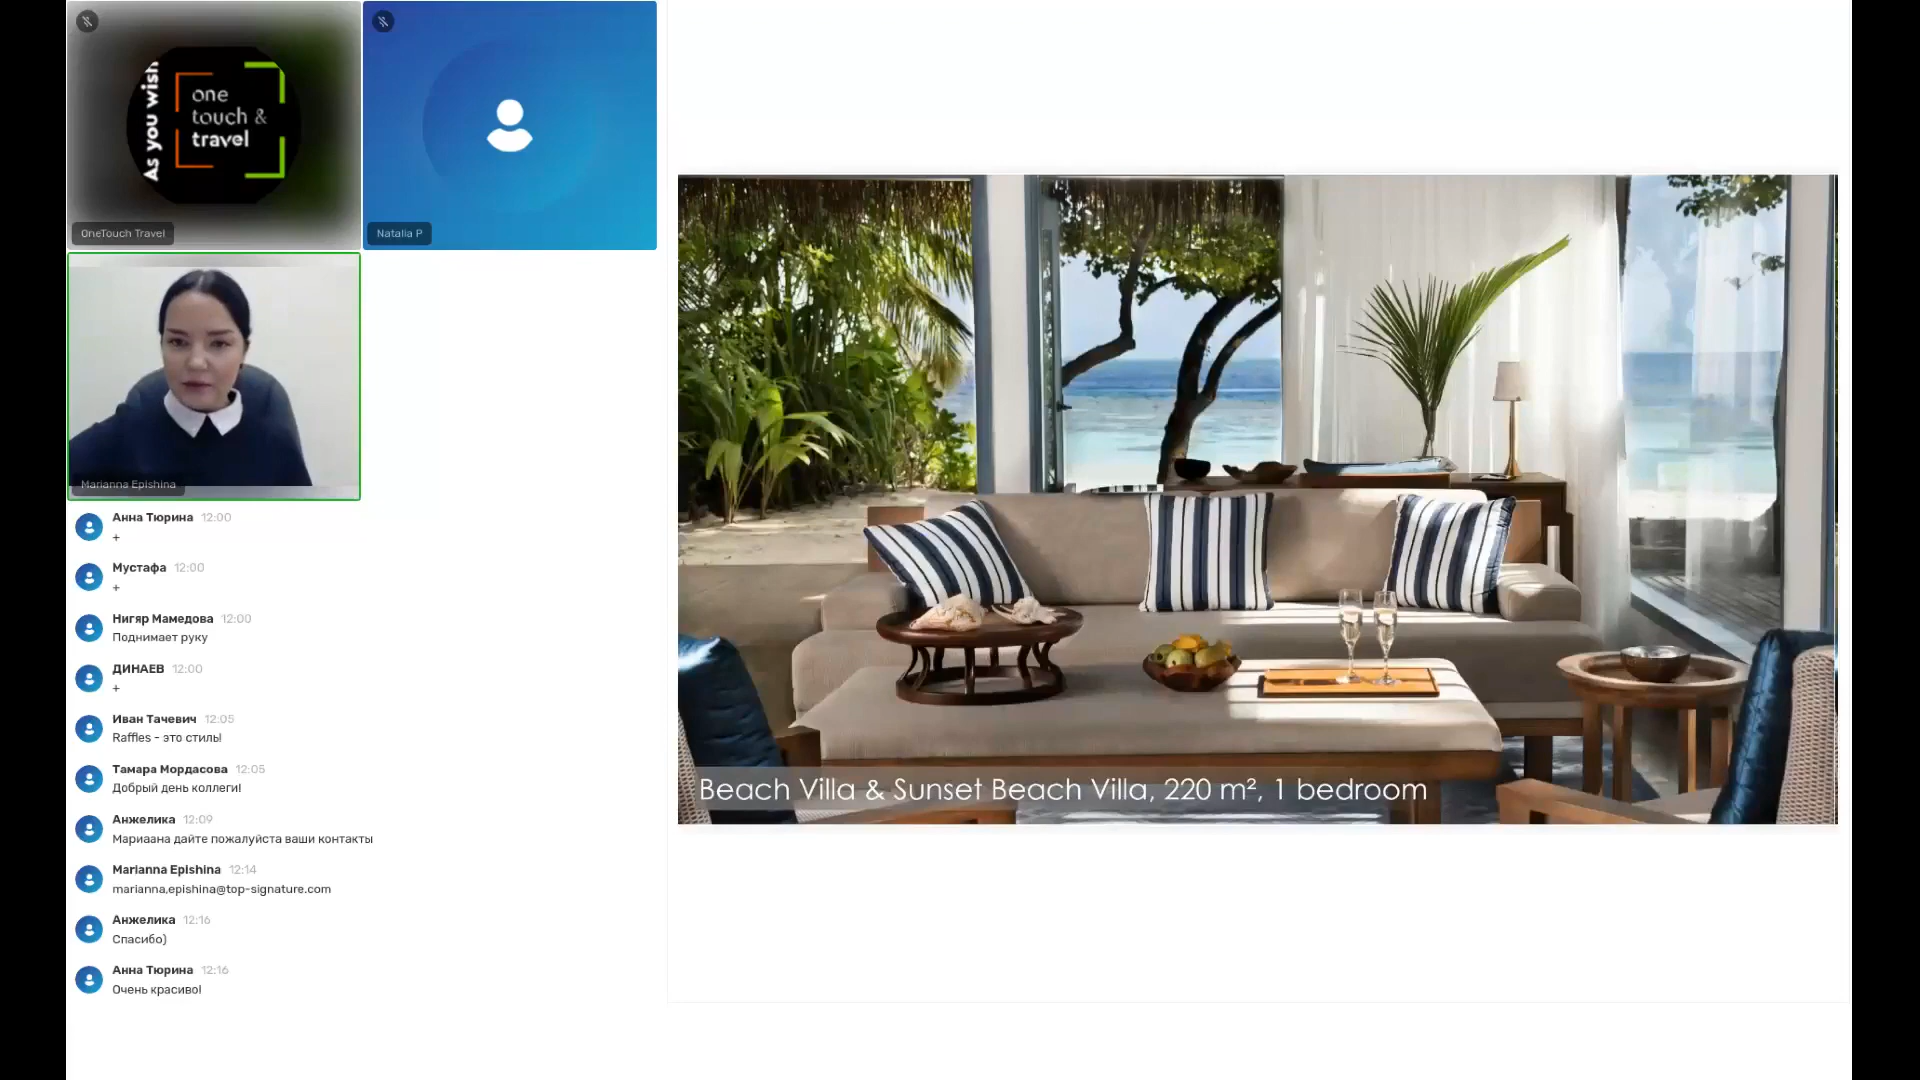 As you wish
one
touch &
travel
OneTouch Travel
Natalia P
Marianna Epishina
Анна Тюрина 12:00
+
Мустафа 12:00
+
Нигяр Мамедова 12:00
Поднимает руку
ДИНАЕВ 12:00
+
Иван Тачевич 12:05
Raffles - это стиль!
Тамара Мордасова 12:05
Добрый день коллеги!
Анжелика 12:09
Мариаана дайте пожалуйста ваши контакты
Marianna Epishina 12:14
marianna,epishina@top-signature.com
Анжелика 12:16
Спасибо)
Анна Тюрина 12:16
Очень красиво!
Beach Villa & Sunset Beach Villa, 220 m², 1 bedroom